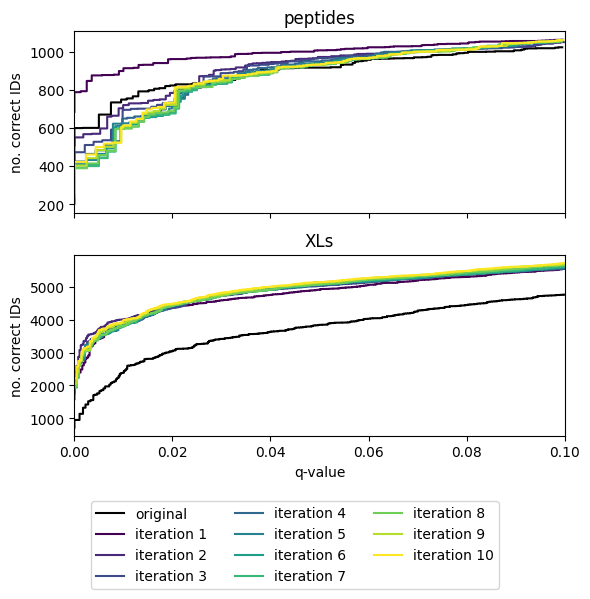 peptides
1000
800
600
400
200
no. correct IDs
XLs
5000
4000
3000
2000
1000
no. correct IDs
0.00 0.02 0.04 0.06 0.08 0.10
q-value
original iteration 4 iteration 8
iteration 1 iteration 5 iteration 9
iteration 2 iteration 6 iteration 10
iteration 3 iteration 7